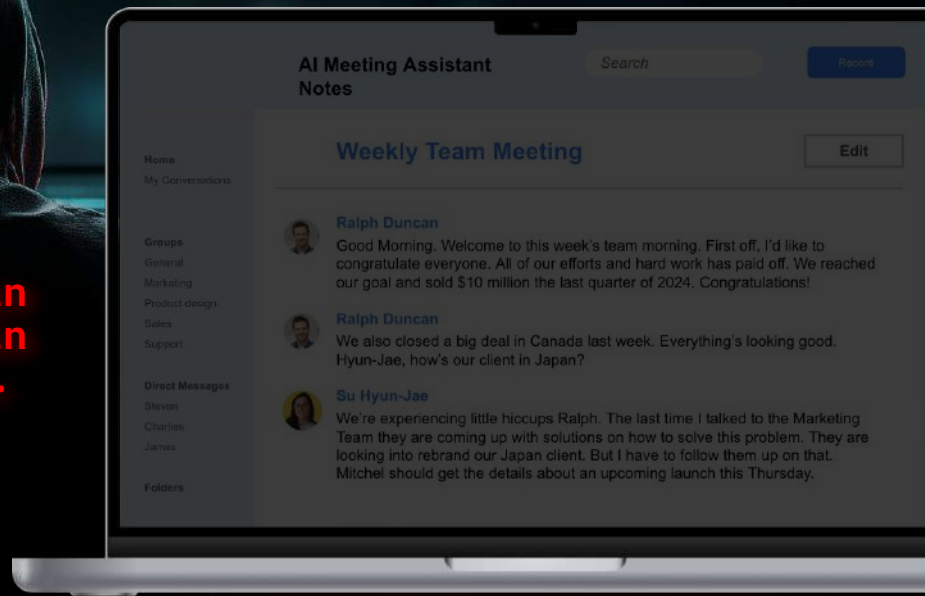 AI Meeting Assistant
Notes
Search
Record
Home
My Conversations
Groups
General
Marketing
Product design
Sales
Support
Direct Messages
Steven
Charlies
James
Folders
Weekly Team Meeting
Edit
Ralph Duncan
Good Morning. Welcome to this week's team morning. First off, I'd like to
congratulate everyone. All of our efforts and hard work has paid off. We reached
our goal and sold $10 million the last quarter of 2024. Congratulations!
Ralph Duncan
We also closed a big deal in Canada last week. Everything's looking good.
Hyun-Jae, how's our client in Japan?
Su Hyun-Jae
We're experiencing little hiccups Ralph. The last time I talked to the Marketing
Team they are coming up with solutions on how to solve this problem. They are
looking into rebrand our Japan client. But I have to follow them up on that.
Mitchel should get the details about an upcoming launch this Thursday.